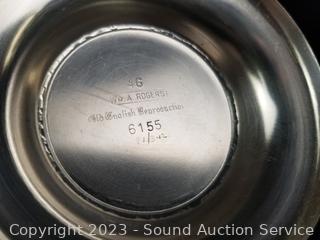 WM. A. ROGERS
Old English Reproduction
6155
Copyright © 2023 - Sound Auction Service